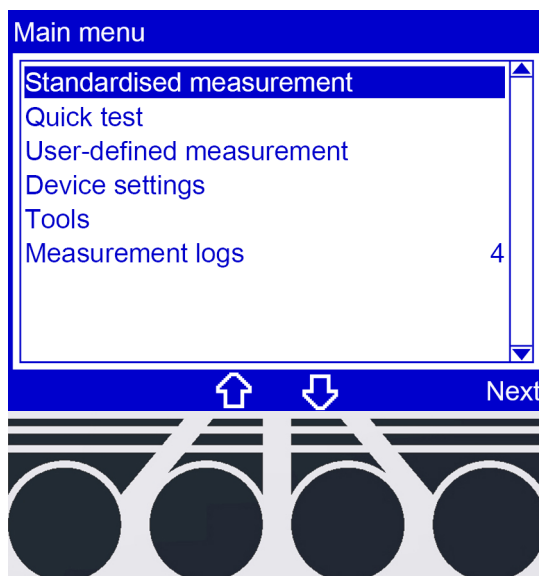 Main menu
Standardised measurement
Quick test
User-defined measurement
Device settings
Tools
Measurement logs 4
Next